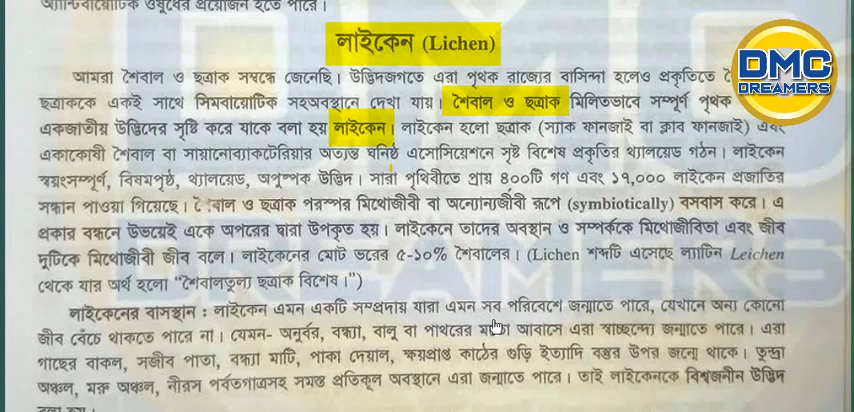 অ্যান্টিবায়োটিক ওষুধের প্রয়োজন হতে পারে।
লাইকেন (Lichen)
DMC
DREAMERS
আমরা শৈবাল ও ছত্রাক সম্বন্ধে জেনেছি। উদ্ভিদজগতে এরা পৃথক রাজ্যের বাসিন্দা হলেও প্রকৃতিতে
ছত্রাককে একই সাথে সিমবায়োটিক সহঅবস্থানে দেখা যায়। শৈবাল ও ছত্রাক মিলিতভাবে সম্পূর্ণ পৃথক
একজাতীয় উদ্ভিদের সৃষ্টি করে যাকে বলা হয় লাইকেন। লাইকেন হলো ছত্রাক (স্যাক ফানজাই বা ক্লাব ফানজাই) এবং
একাকোষী শৈবাল বা সায়ানোব্যাকটেরিয়ার অত্যন্ত ঘনিষ্ঠ এসোসিয়েশনে সৃষ্ট বিশেষ প্রকৃতির থ্যালয়েড গঠন। লাইকেন
স্বয়ংসম্পূর্ণ, বিষমপৃষ্ঠ, থ্যালয়েড, অপুষ্পক উদ্ভিদ। সারা পৃথিবীতে প্রায় ৪০০টি গণ এবং ১৭,০০০ লাইকেন প্রজাতির
সন্ধান পাওয়া গিয়েছে। শৈবাল ও ছত্রাক পরস্পর মিথোজীবী বা অন্যোন্যজীবী রূপে (symbiotically) বসবাস করে। এ
প্রকার বন্ধনে উভয়েই একে অপরের দ্বারা উপকৃত হয়। লাইকেনে তাদের অবস্থান ও সম্পর্ককে মিথোজীবিতা এবং জীব
দুটিকে মিথোজীবী জীব বলে। লাইকেনের মোট ভরের ৫-১০% শৈবালের। (Lichen শব্দটি এসেছে ল্যাটিন Leichen
থেকে যার অর্থ হলো “শৈবালতুল্য ছত্রাক বিশেষ।”)
লাইকেনের বাসস্থান : লাইকেন এমন একটি সম্প্রদায় যারা এমন সব পরিবেশে জন্মাতে পারে, যেখানে অন্য কোনো
জীব বেঁচে থাকতে পারে না। যেমন- অনুর্বর, বন্ধ্যা, বালু বা পাথরের মতো আবাসে এরা স্বাচ্ছন্দ্যে জন্মাতে পারে। এরা
গাছের বাকল, সজীব পাতা, বন্ধ্যা মাটি, পাকা দেয়াল, ক্ষয়প্রাপ্ত কাঠের গুড়ি ইত্যাদি বস্তুর উপর জন্মে থাকে। তুন্দ্রা
অঞ্চল, মরু অঞ্চল, নীরস পর্বতগাত্রসহ সমস্ত প্রতিকূল অবস্থানে এরা জন্মাতে পারে। তাই লাইকেনকে বিশ্বজনীন উদ্ভিদ